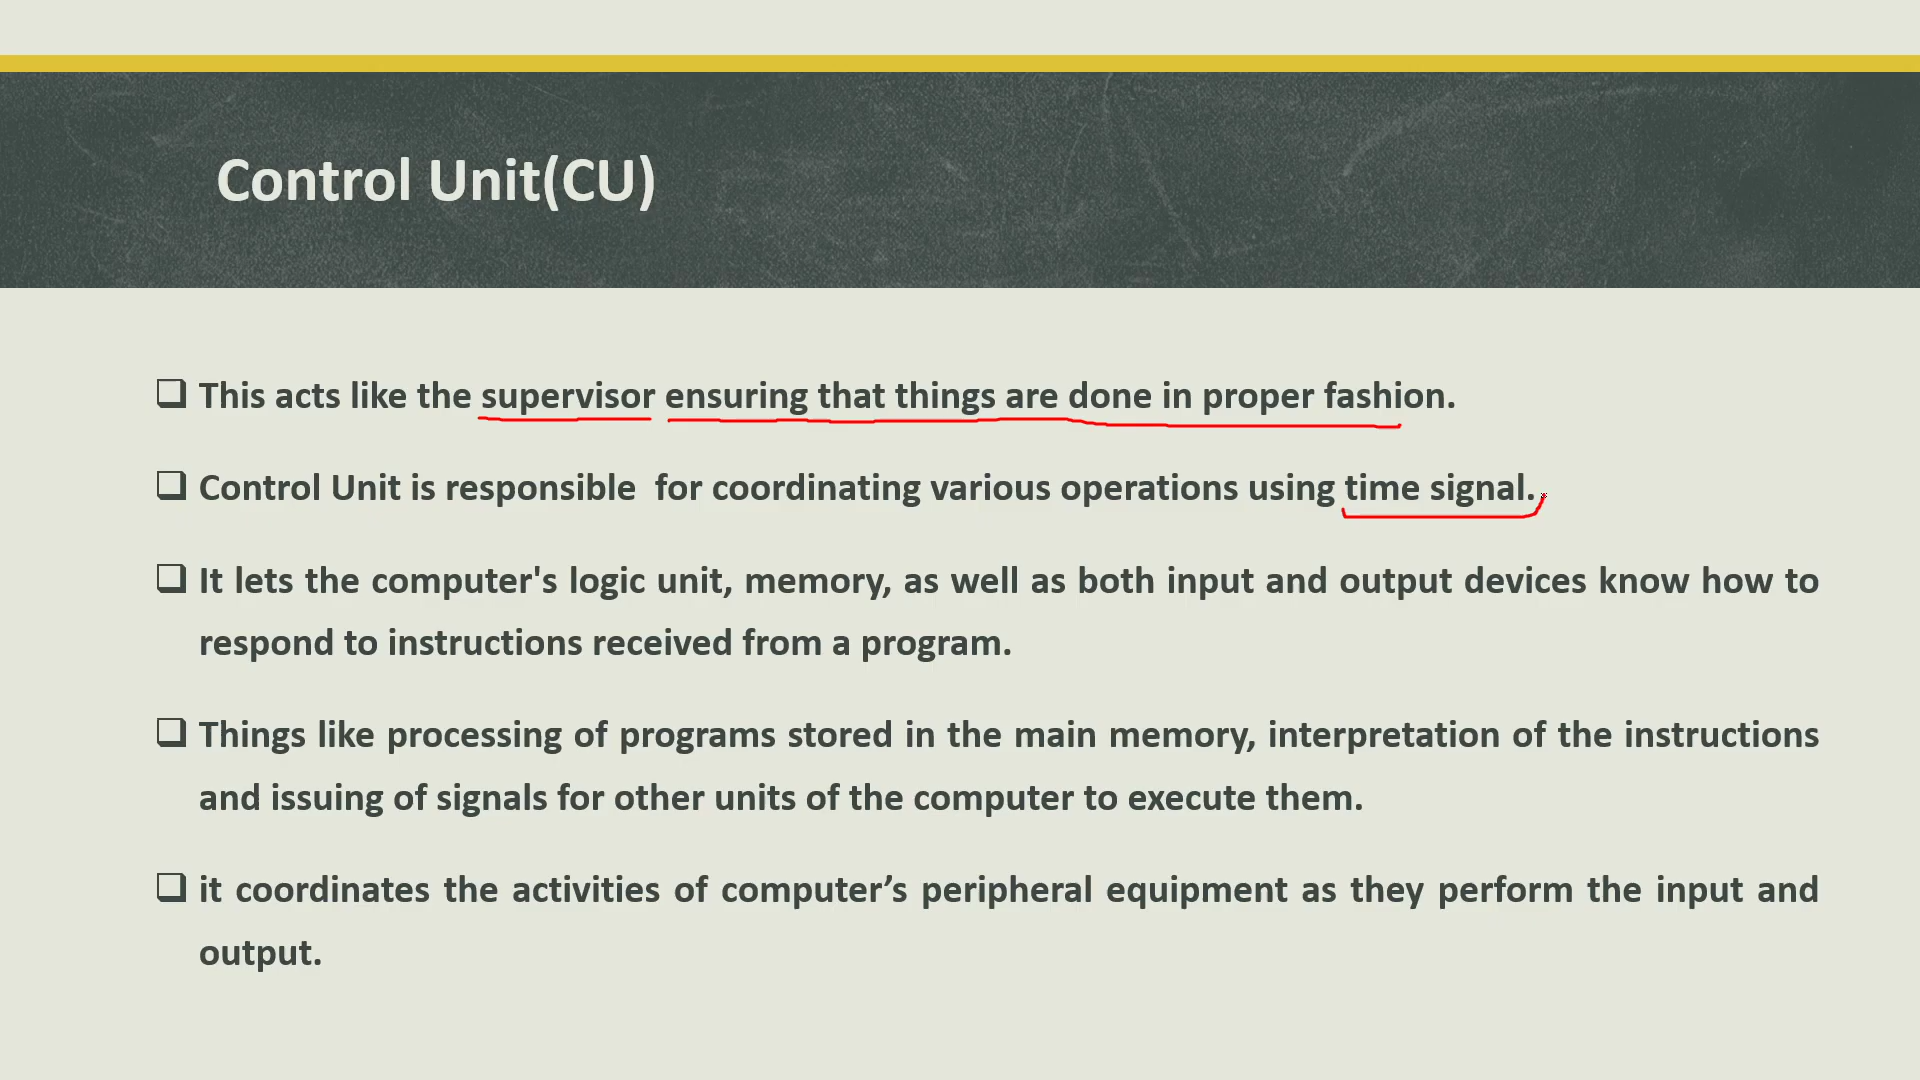 Control Unit(CU)
This acts like the supervisor ensuring that things are done in proper fashion.
Control Unit is responsible  for coordinating various operations using time signal.
It lets the computer's logic unit, memory, as well as both input and output devices know how to
respond to instructions received from a program.
Things like processing of programs stored in the main memory, interpretation of the instructions
and issuing of signals for other units of the computer to execute them.
it coordinates the activities of computer’s peripheral equipment as they perform the input and
output.